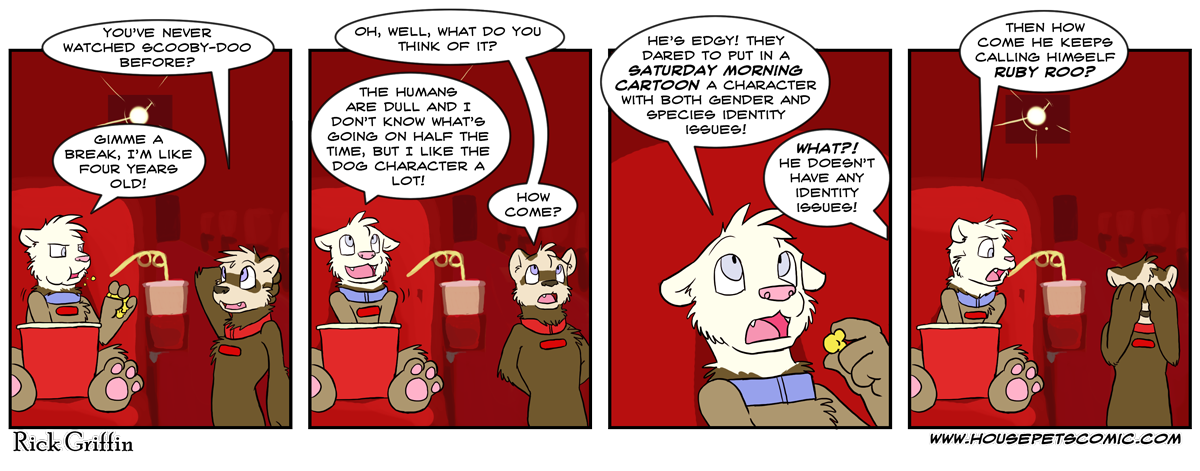 YOU'VE NEVER
WATCHED SCOOBY-DOO
BEFORE?
GIMME A
BREAK, I'M LIKE
FOUR YEARS
OLD!
OH, WELL, WHAT DO YOU
THINK OF IT?
THE HUMANS
ARE DULL AND I
DON'T KNOW WHAT'S
GOING ON HALF THE
TIME, BUT I LIKE THE
DOG CHARACTER A
LOT!
HOW
COME?
HE'S EDGY! THEY
DARED TO PUT IN A
SATURDAY MORNING
CARTOON A CHARACTER
WITH BOTH GENDER AND
SPECIES IDENTITY
ISSUES!
WHAT?!
HE DOESN'T
HAVE ANY
IDENTITY
ISSUES!
THEN HOW
COME HE KEEPS
CALLING HIMSELF
RUBY ROO?
Rick Griffin
WWW.HOUSEPETSCOMIC.COM